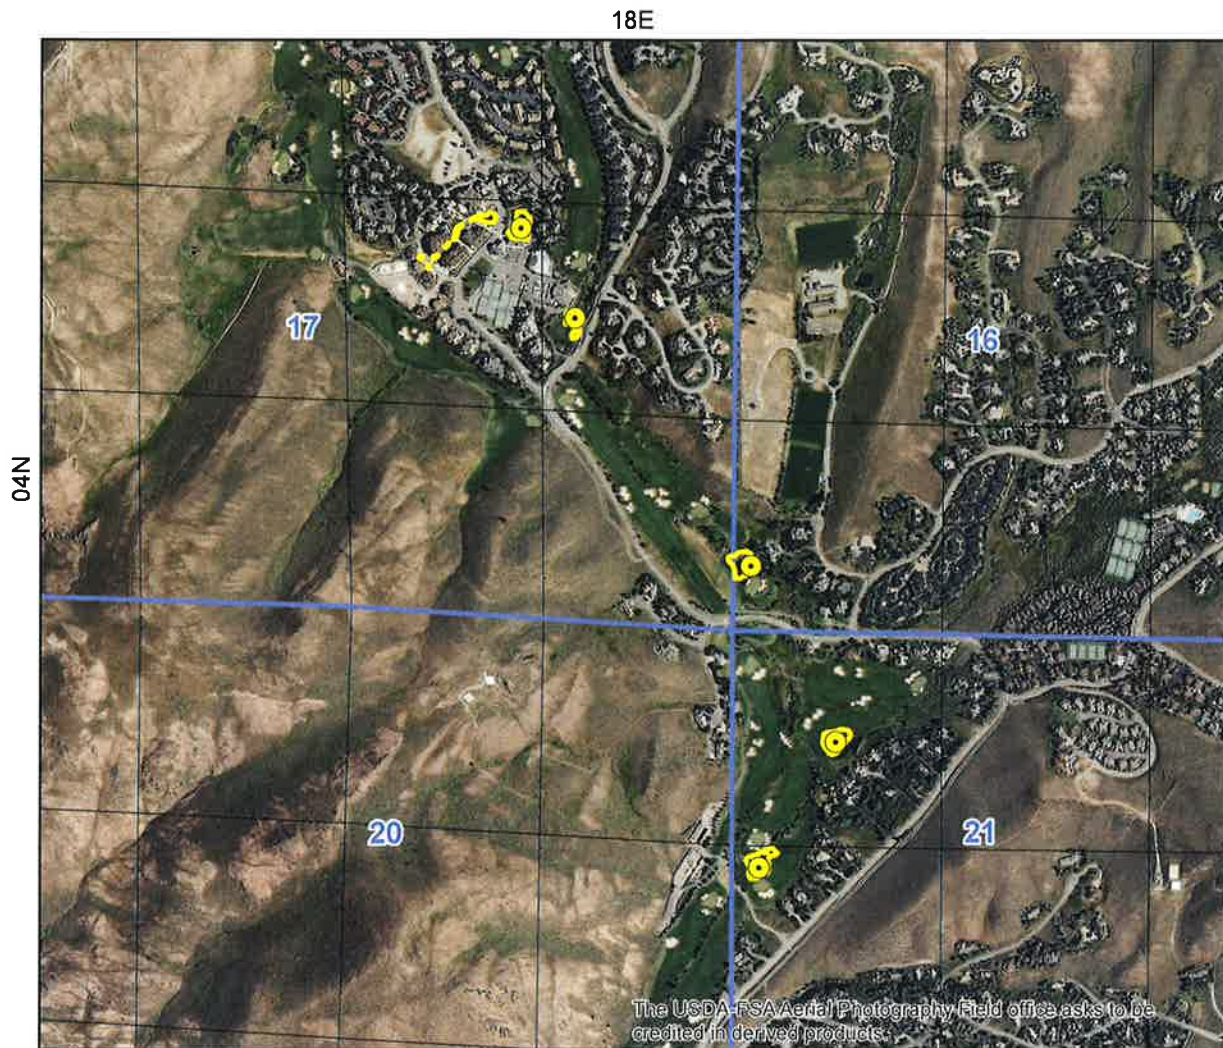 18E
17
16
04N
20
21
The USDA-FSA Aerial Photography Field office asks to be
credited in derived products.